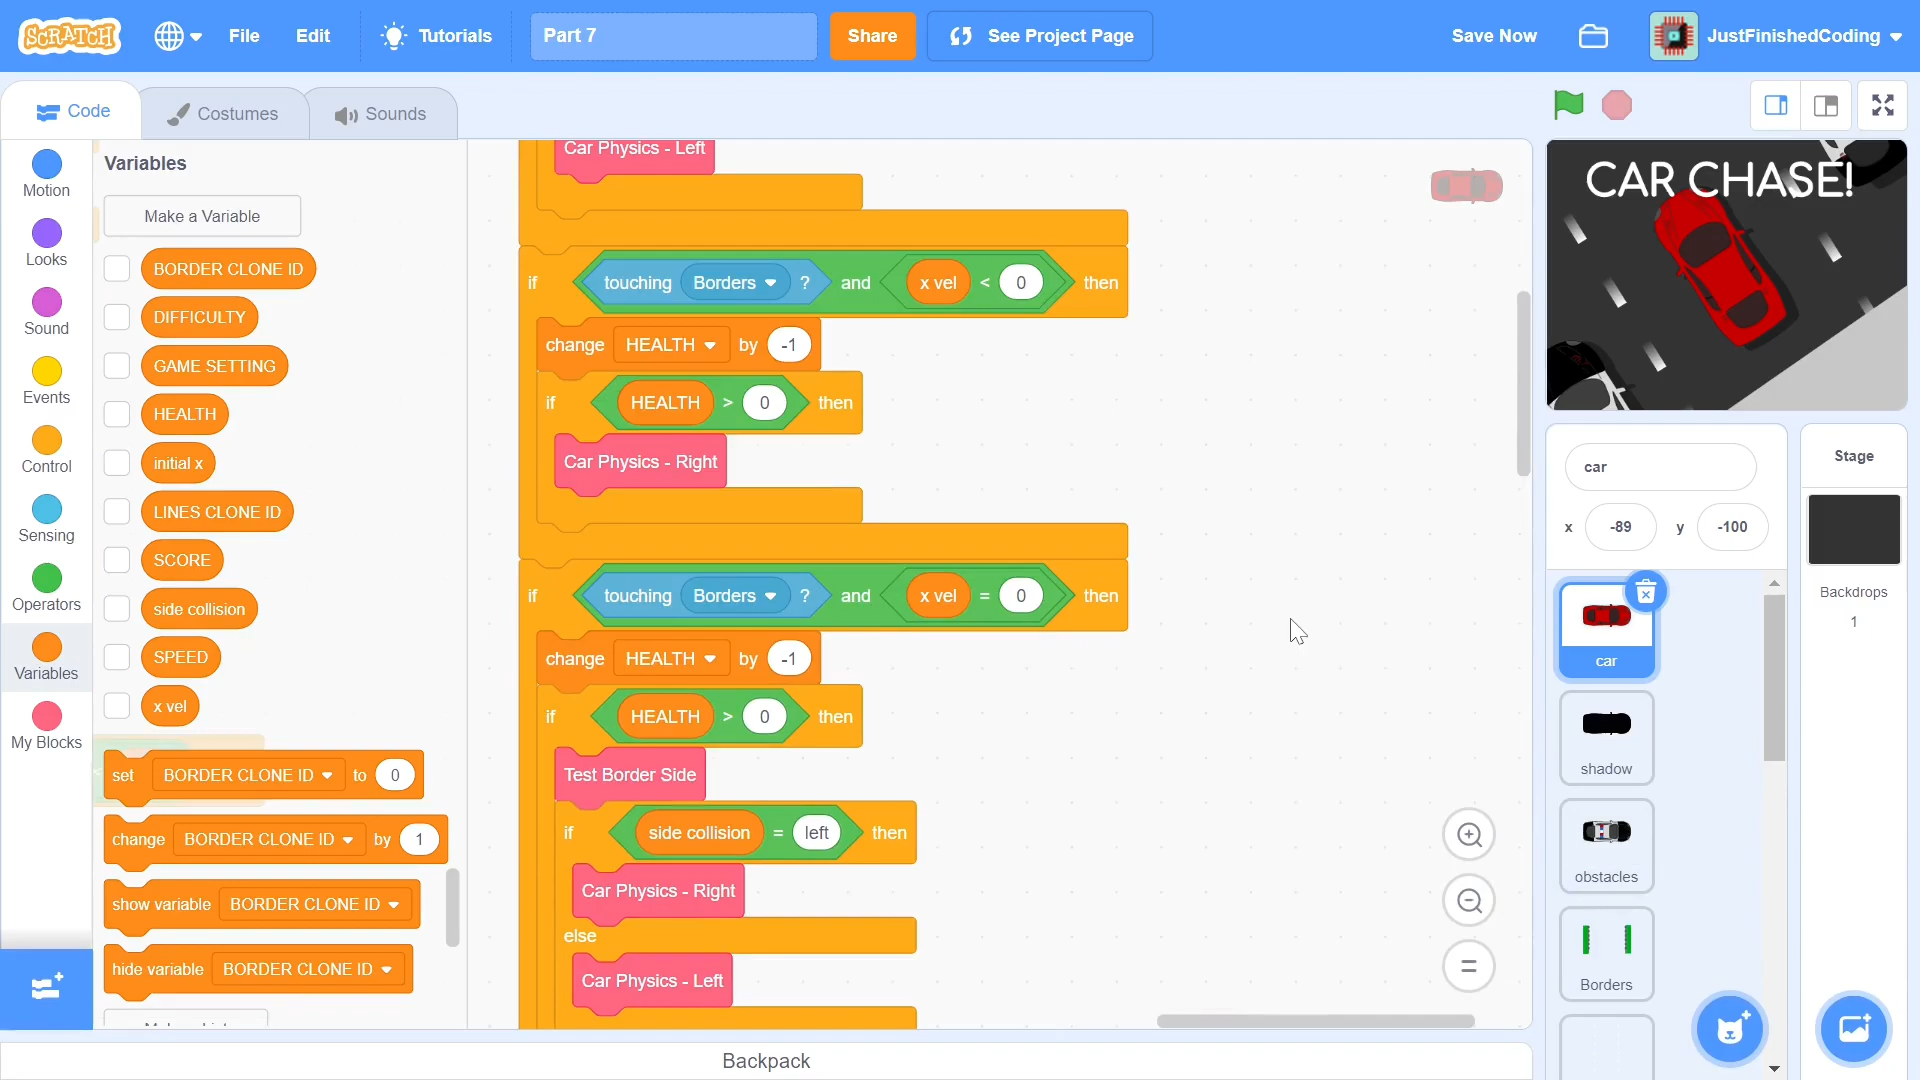 SCRATCH
File
Edit
Tutorials
Part 7
Share
See Project Page
Save Now
JustFinishedCoding
Code
Costumes
Sounds
Motion
Looks
Sound
Events
Control
Sensing
Operators
Variables
My Blocks
Variables
Make a Variable
BORDER CLONE ID
DIFFICULTY
GAME SETTING
HEALTH
initial x
LINES CLONE ID
SCORE
side collision
SPEED
x vel
set BORDER CLONE ID to 0
change BORDER CLONE ID by 1
show variable BORDER CLONE ID
hide variable BORDER CLONE ID
Car Physics - Left
if touching Borders ? and x vel < 0 then
change HEALTH by -1
if HEALTH > 0 then
Car Physics - Right
if touching Borders ? and x vel = 0 then
change HEALTH by -1
if HEALTH > 0 then
Test Border Side
if side collision = left then
Car Physics - Right
else
Car Physics - Left
CAR CHASE!
car
x -89 y -100
Stage
Backdrops
1
car
shadow
obstacles
Borders
Backpack